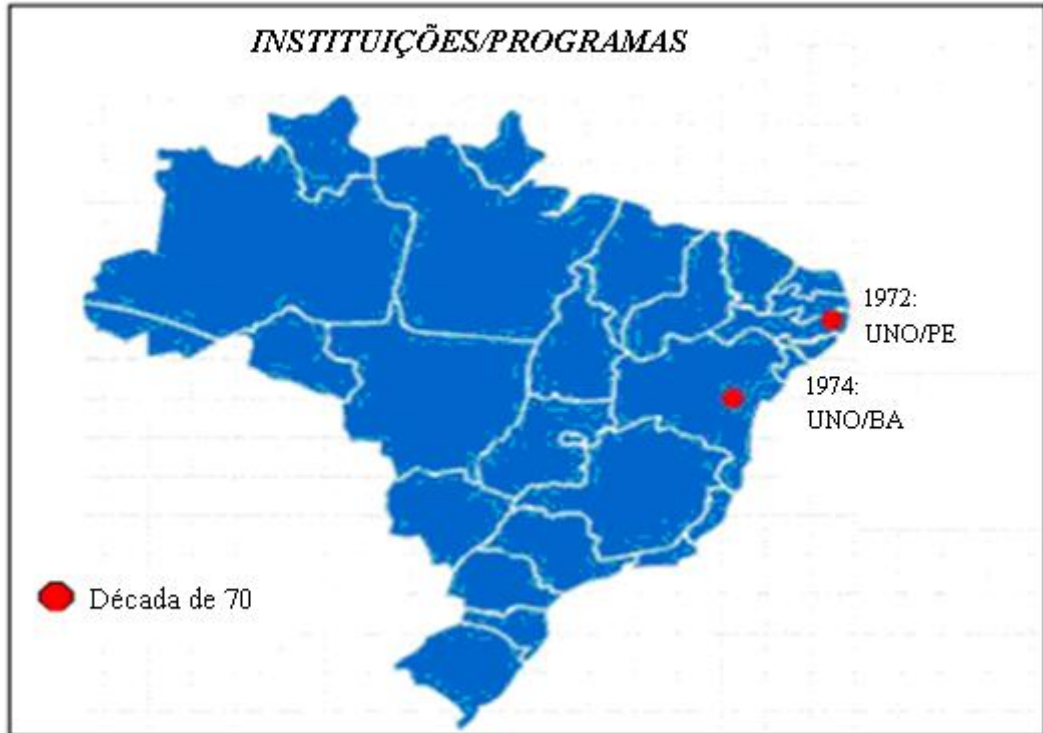 INSTITUIÇÕES/PROGRAMAS
1972:
UNO/PE
1974:
UNO/BA
Década de 70